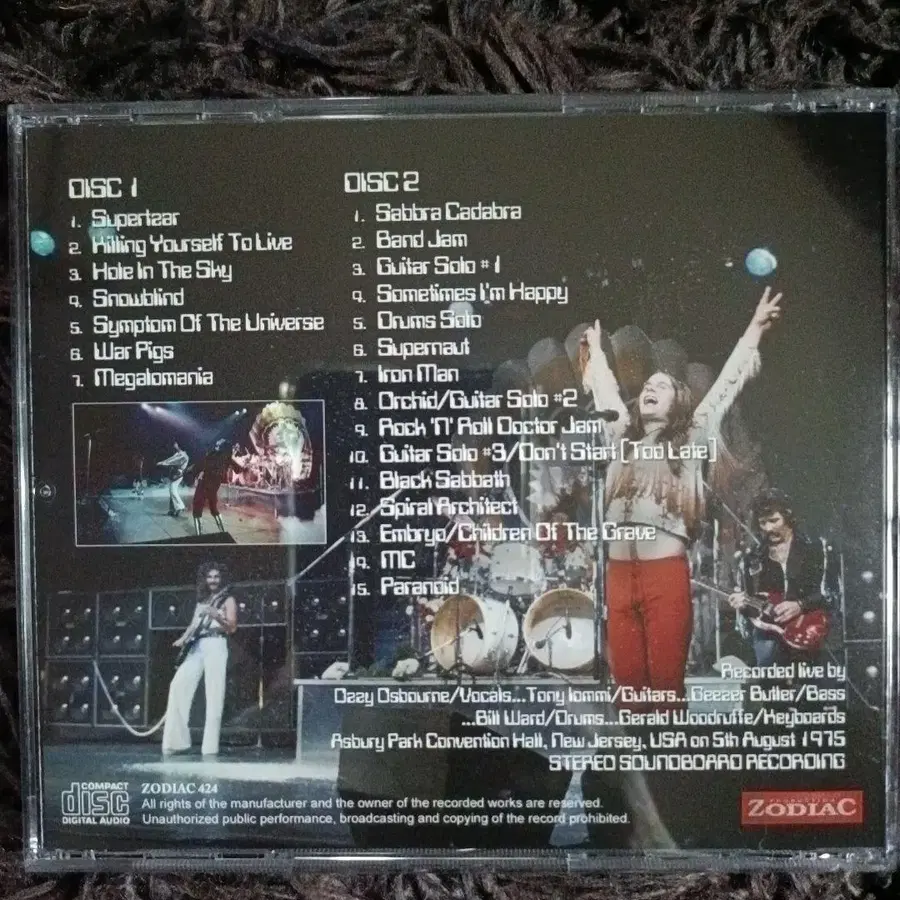 DISC 1
1. Supertzar
2. Killing Yourself To Live
3. Hole In The Sky
4. Snowblind
5. Symptom Of The Universe
6. War Pigs
7. Megalomania
DISC 2
1. Sabbra Cadabra
2. Band Jam
3. Guitar Solo #1
4. Sometimes I'm Happy
5. Drums Solo
6. Supernaut
7. Iron Man
8. Orchid/Guitar Solo #2
9. Rock 'N' Roll Doctor Jam
10. Guitar Solo #3/Don't Start (Too Late)
11. Black Sabbath
12. Spiral Architect
13. Embryo/Children Of The Grave
14. MC
15. Paranoid
Recorded live by
Ozzy Osbourne/Vocals...Tony Iommi/Guitars...Geezer Butler/Bass
...Bill Ward/Drums...Gerald Woodruffe/Keyboards
Asbury Park Convention Hall, New Jersey, USA on 5th August 1975
STEREO SOUNDBOARD RECORDING
COMPACT
disc
DIGITAL AUDIO
ZODIAC 424
All rights of the manufacturer and the owner of the recorded works are reserved.
Unauthorized public performance, broadcasting and copying of the record prohibited.
ZODIAC